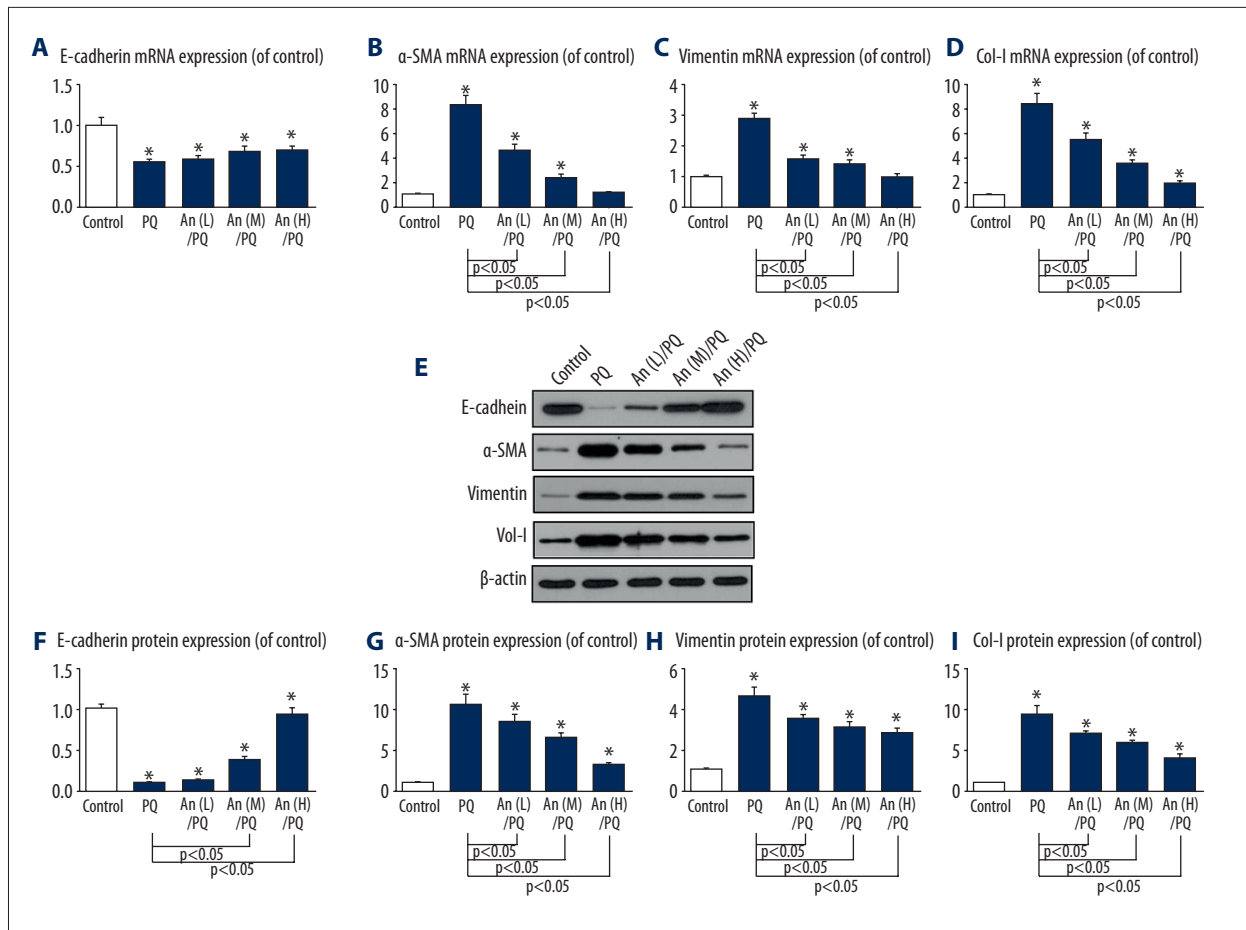 A E-cadherin mRNA expression (of control)
1.5
1.0
0.5
0.0
Control PQ An (L) An (M) An (H)
/PQ /PQ /PQ
* * * *
B α-SMA mRNA expression (of control)
10
8
6
4
2
0
Control PQ An (L) An (M) An (H)
/PQ /PQ /PQ
* * *
p<0.05
p<0.05
p<0.05
C Vimentin mRNA expression (of control)
4
3
2
1
0
Control PQ An (L) An (M) An (H)
/PQ /PQ /PQ
* * *
p<0.05
p<0.05
p<0.05
D Col-I mRNA expression (of control)
10
8
6
4
2
0
Control PQ An (L) An (M) An (H)
/PQ /PQ /PQ
* * * *
p<0.05
p<0.05
p<0.05
E
Control PQ An (L)/PQ An (M)/PQ An (H)/PQ
E-cadhein
α-SMA
Vimentin
Vol-I
β-actin
F E-cadherin protein expression (of control)
1.5
1.0
0.5
0.0
Control PQ An (L) An (M) An (H)
/PQ /PQ /PQ
* * * *
p<0.05
p<0.05
G α-SMA protein expression (of control)
15
10
5
0
Control PQ An (L) An (M) An (H)
/PQ /PQ /PQ
* * * *
p<0.05
p<0.05
p<0.05
H Vimentin protein expression (of control)
6
4
2
0
Control PQ An (L) An (M) An (H)
/PQ /PQ /PQ
* * * *
p<0.05
p<0.05
p<0.05
I Col-I protein expression (of control)
15
10
5
0
Control PQ An (L) An (M) An (H)
/PQ /PQ /PQ
* * * *
p<0.05
p<0.05
p<0.05